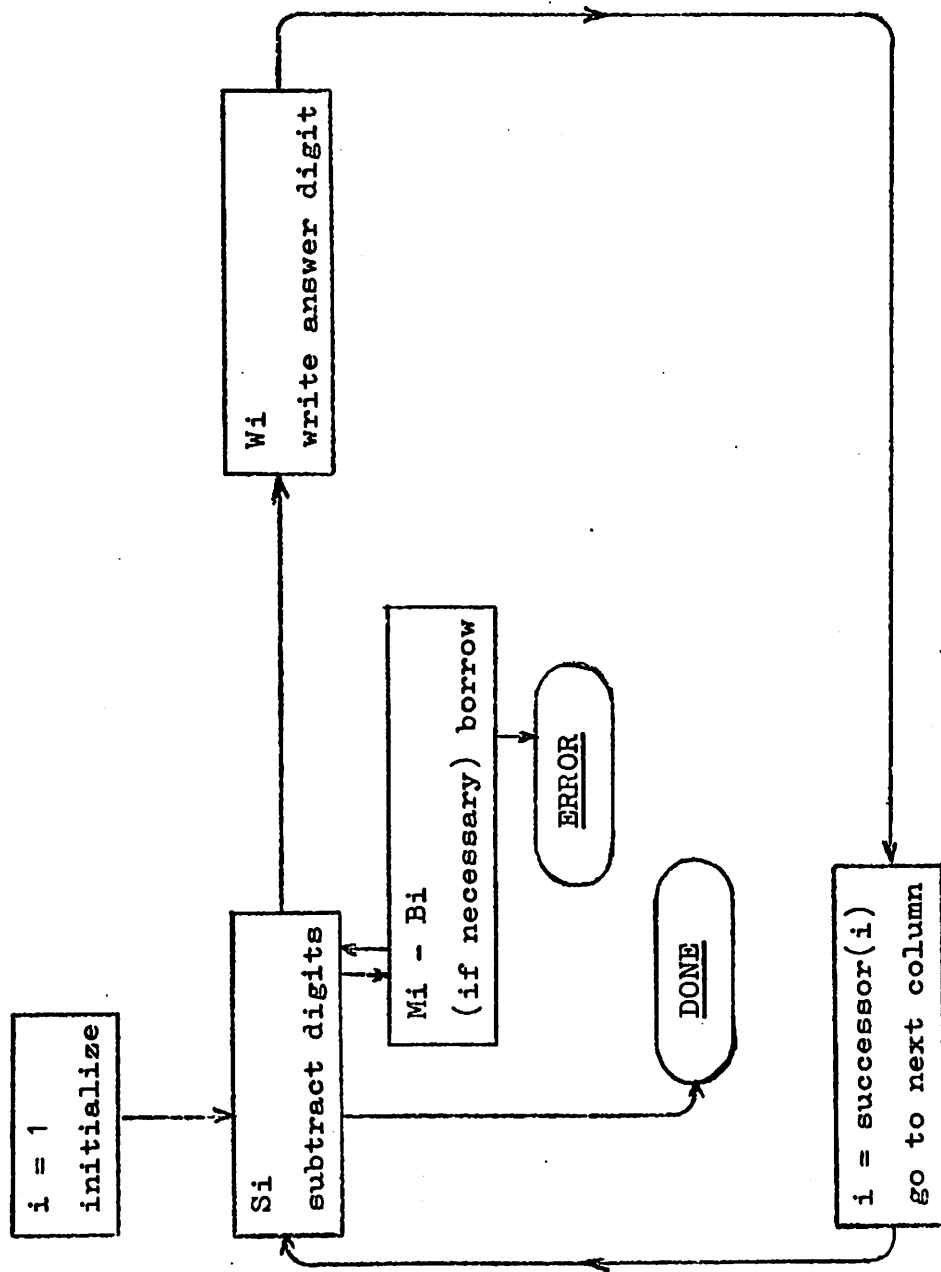 i = 1
initialize
Si
subtract digits
Wi
write answer digit
Mi - Bi
(if necessary) borrow
ERROR
DONE
i = successor(i)
go to next column